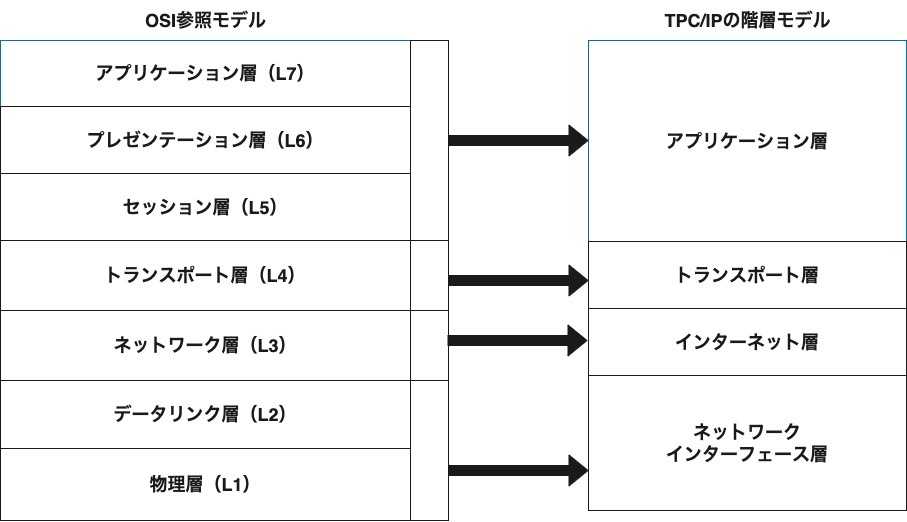 OSI参照モデル
TPC/IPの階層モデル
アプリケーション層（L7）
プレゼンテーション層（L6）
セッション層（L5）
トランスポート層（L4）
ネットワーク層（L3）
データリンク層（L2）
物理層（L1）
アプリケーション層
トランスポート層
インターネット層
ネットワーク
インターフェース層